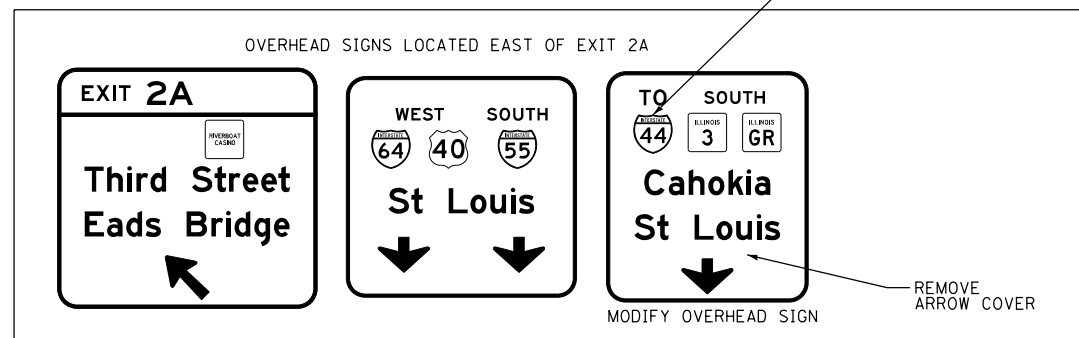 OVERHEAD SIGNS LOCATED EAST OF EXIT 2A
EXIT 2A
RIVERBOAT
CASINO
Third Street
Eads Bridge
WEST SOUTH
INTERSTATE
64
40
INTERSTATE
55
St Louis
TO SOUTH
INTERSTATE
44
ILLINOIS
3
ILLINOIS
GR
Cahokia
St Louis
MODIFY OVERHEAD SIGN
REMOVE
ARROW COVER